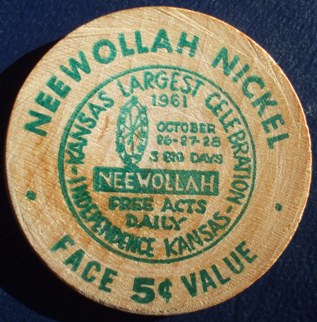 NEEWOLLAH NICKEL
KANSAS LARGEST CELEBRATION
1961
OCTOBER
26-27-28
3 BIG DAYS
NEEWOLLAH
FREE ACTS
DAILY
INDEPENDENCE KANSAS
FACE 5¢ VALUE